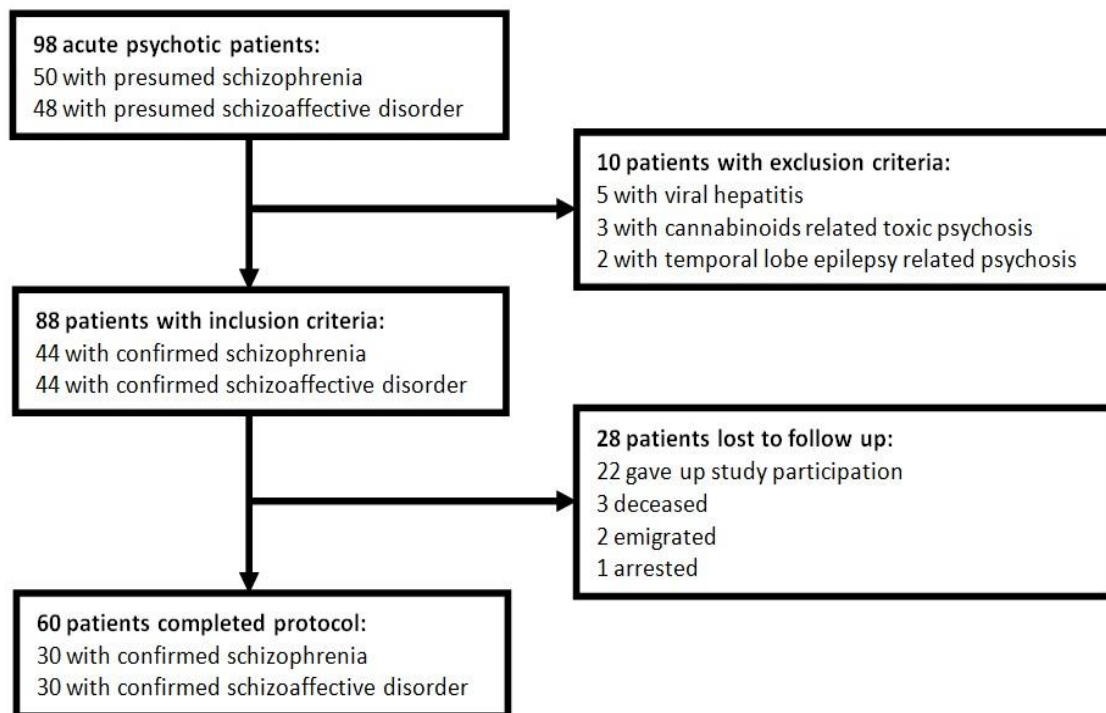 98 acute psychotic patients:
50 with presumed schizophrenia
48 with presumed schizoaffective disorder
10 patients with exclusion criteria:
5 with viral hepatitis
3 with cannabinoids related toxic psychosis
2 with temporal lobe epilepsy related psychosis
88 patients with inclusion criteria:
44 with confirmed schizophrenia
44 with confirmed schizoaffective disorder
28 patients lost to follow up:
22 gave up study participation
3 deceased
2 emigrated
1 arrested
60 patients completed protocol:
30 with confirmed schizophrenia
30 with confirmed schizoaffective disorder